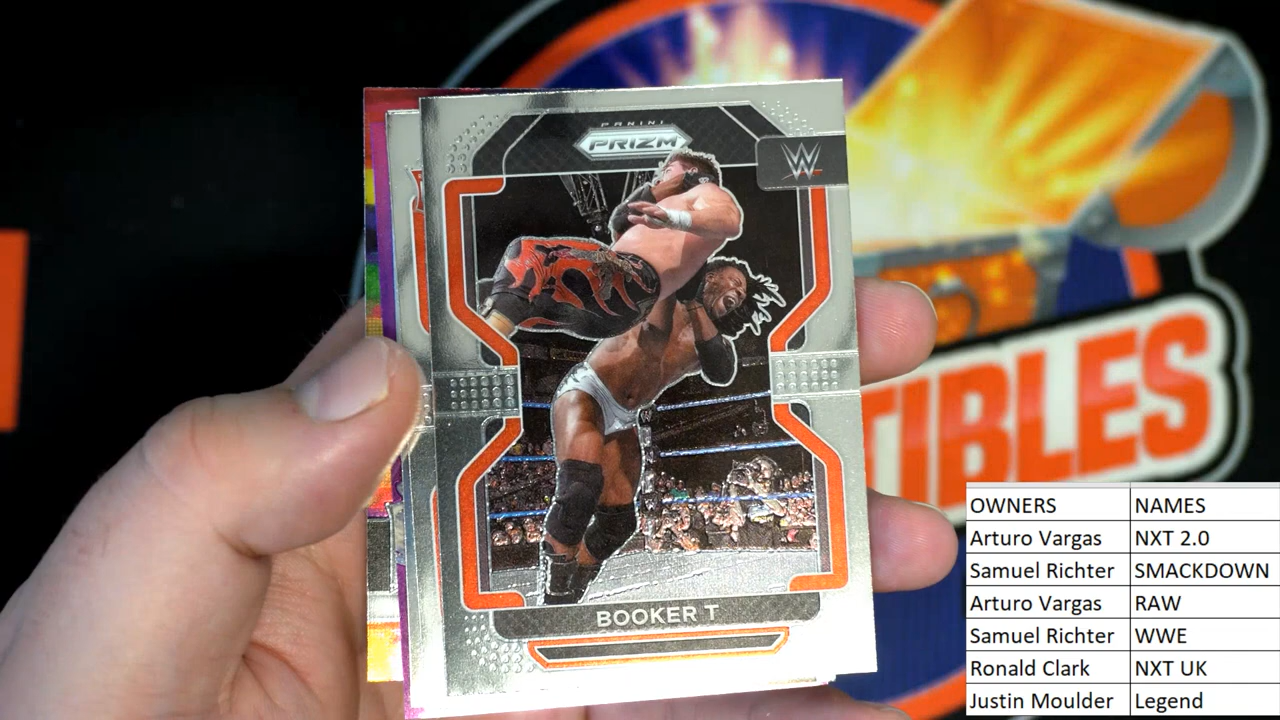 PANINI
PRIZM
W
BOOKER T
TIBLES
OWNERS NAMES
Arturo Vargas NXT 2.0
Samuel Richter SMACKDOWN
Arturo Vargas RAW
Samuel Richter WWE
Ronald Clark NXT UK
Justin Moulder Legend